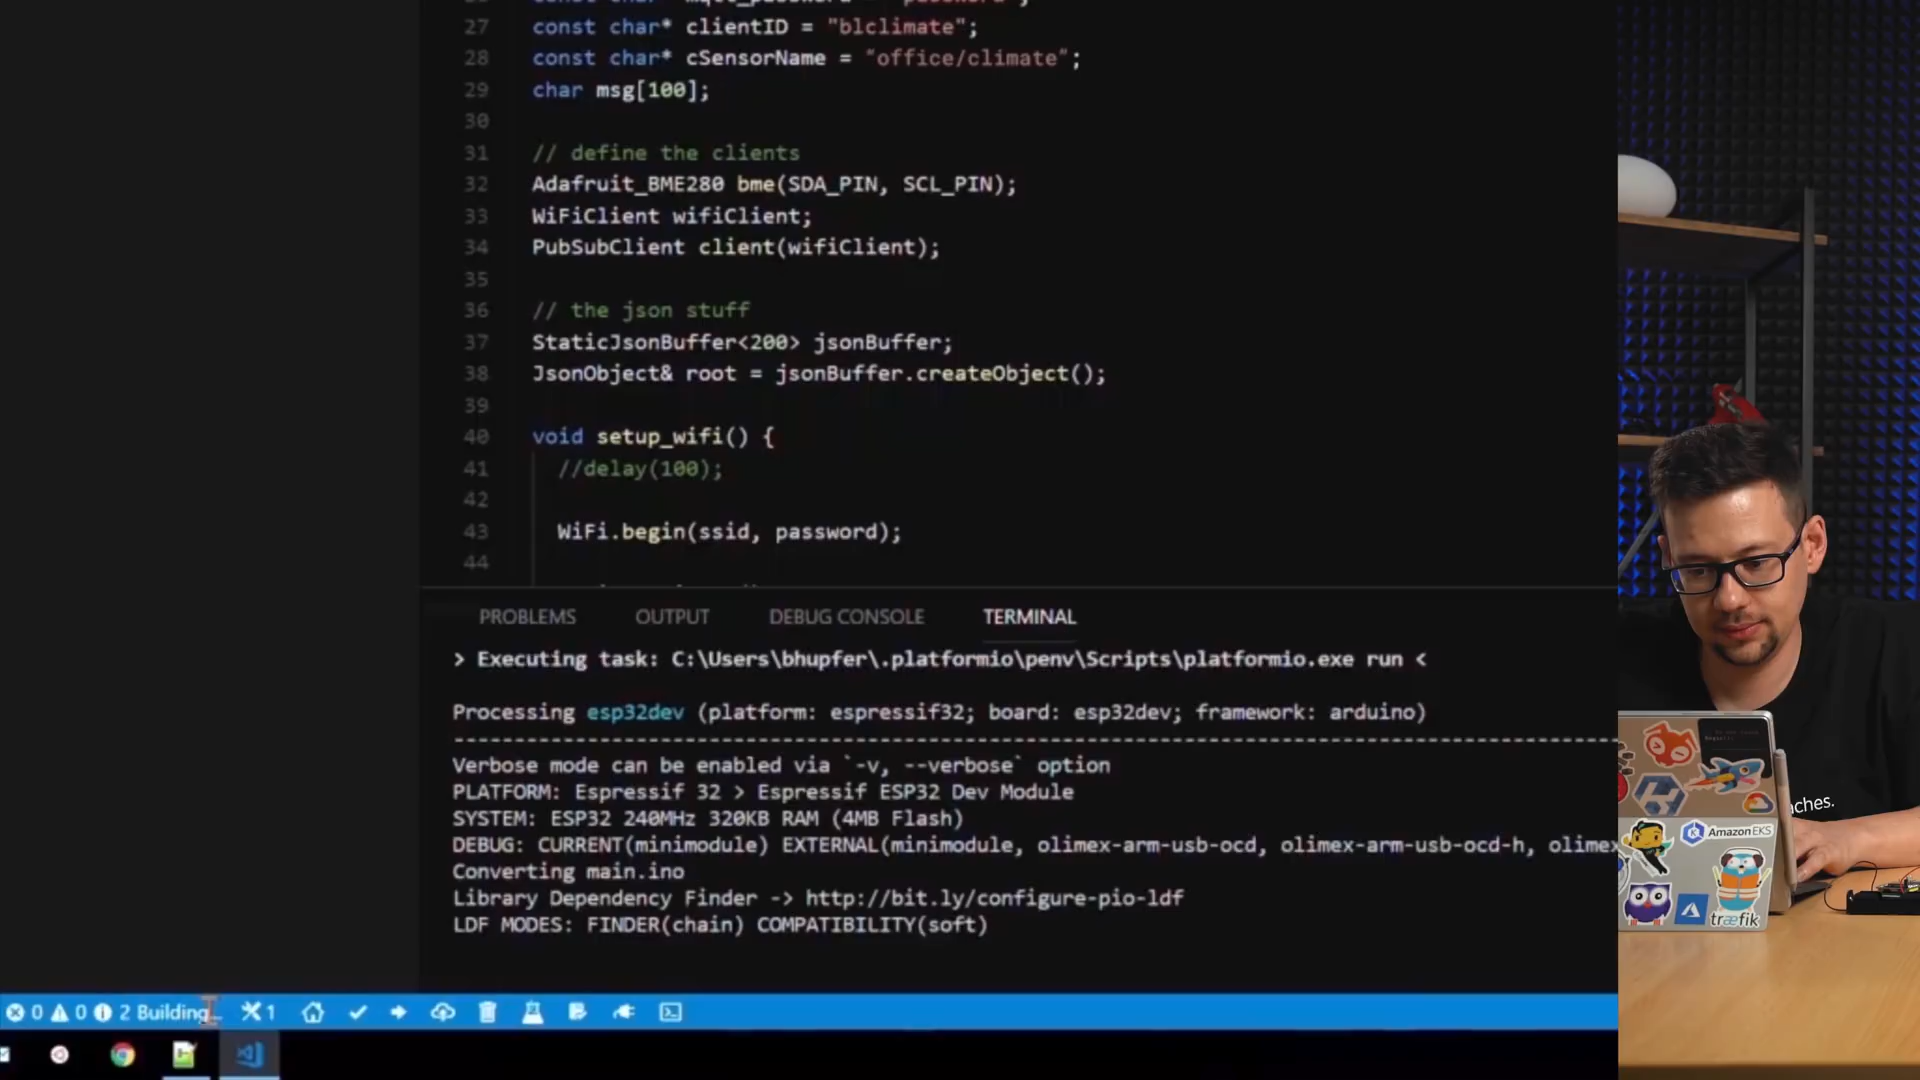 27 const char* clientID = "blclimate";
28 const char* cSensorName = "office/climate";
29 char msg[100];
30
31 // define the clients
32 Adafruit_BME280 bme(SDA_PIN, SCL_PIN);
33 WiFiClient wifiClient;
34 PubSubClient client(wifiClient);
35
36 // the json stuff
37 StaticJsonBuffer<200> jsonBuffer;
38 JsonObject& root = jsonBuffer.createObject();
39
40 void setup_wifi() {
41 //delay(100);
42
43 WiFi.begin(ssid, password);
44
PROBLEMS OUTPUT DEBUG CONSOLE TERMINAL
> Executing task: C:\Users\bhupfer\.platformio\penv\Scripts\platformio.exe run <
Processing esp32dev (platform: espressif32; board: esp32dev; framework: arduino)
--------------------------------------------------------------------------------
Verbose mode can be enabled via `-v, --verbose` option
PLATFORM: Espressif 32 > Espressif ESP32 Dev Module
SYSTEM: ESP32 240MHz 320KB RAM (4MB Flash)
DEBUG: CURRENT(minimodule) EXTERNAL(minimodule, olimex-arm-usb-ocd, olimex-arm-usb-ocd-h, olimex
Converting main.ino
Library Dependency Finder -> http://bit.ly/configure-pio-ldf
LDF MODES: FINDER(chain) COMPATIBILITY(soft)
0 0 2 Building... 1
aches.
Amazon EKS
træfik